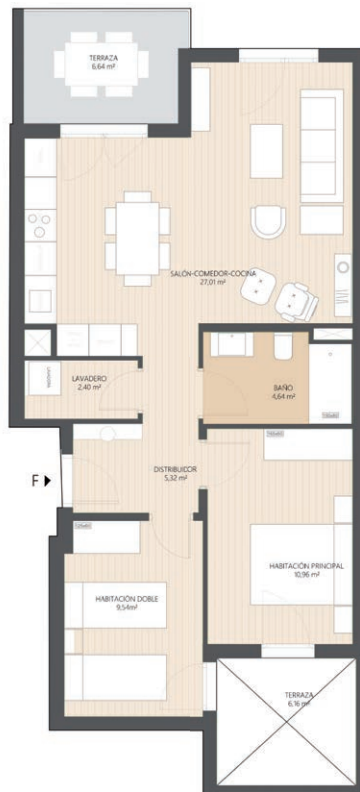 TERRAZA
6,64 m²
SALÓN-COMEDOR-COCINA
27,01 m²
LAVADERO
2,40 m²
BAÑO
4,64 m²
F
DISTRIBUIDOR
5,32 m²
HABITACIÓN PRINCIPAL
10,96 m²
HABITACIÓN DOBLE
9,54m²
TERRAZA
6,16 m²